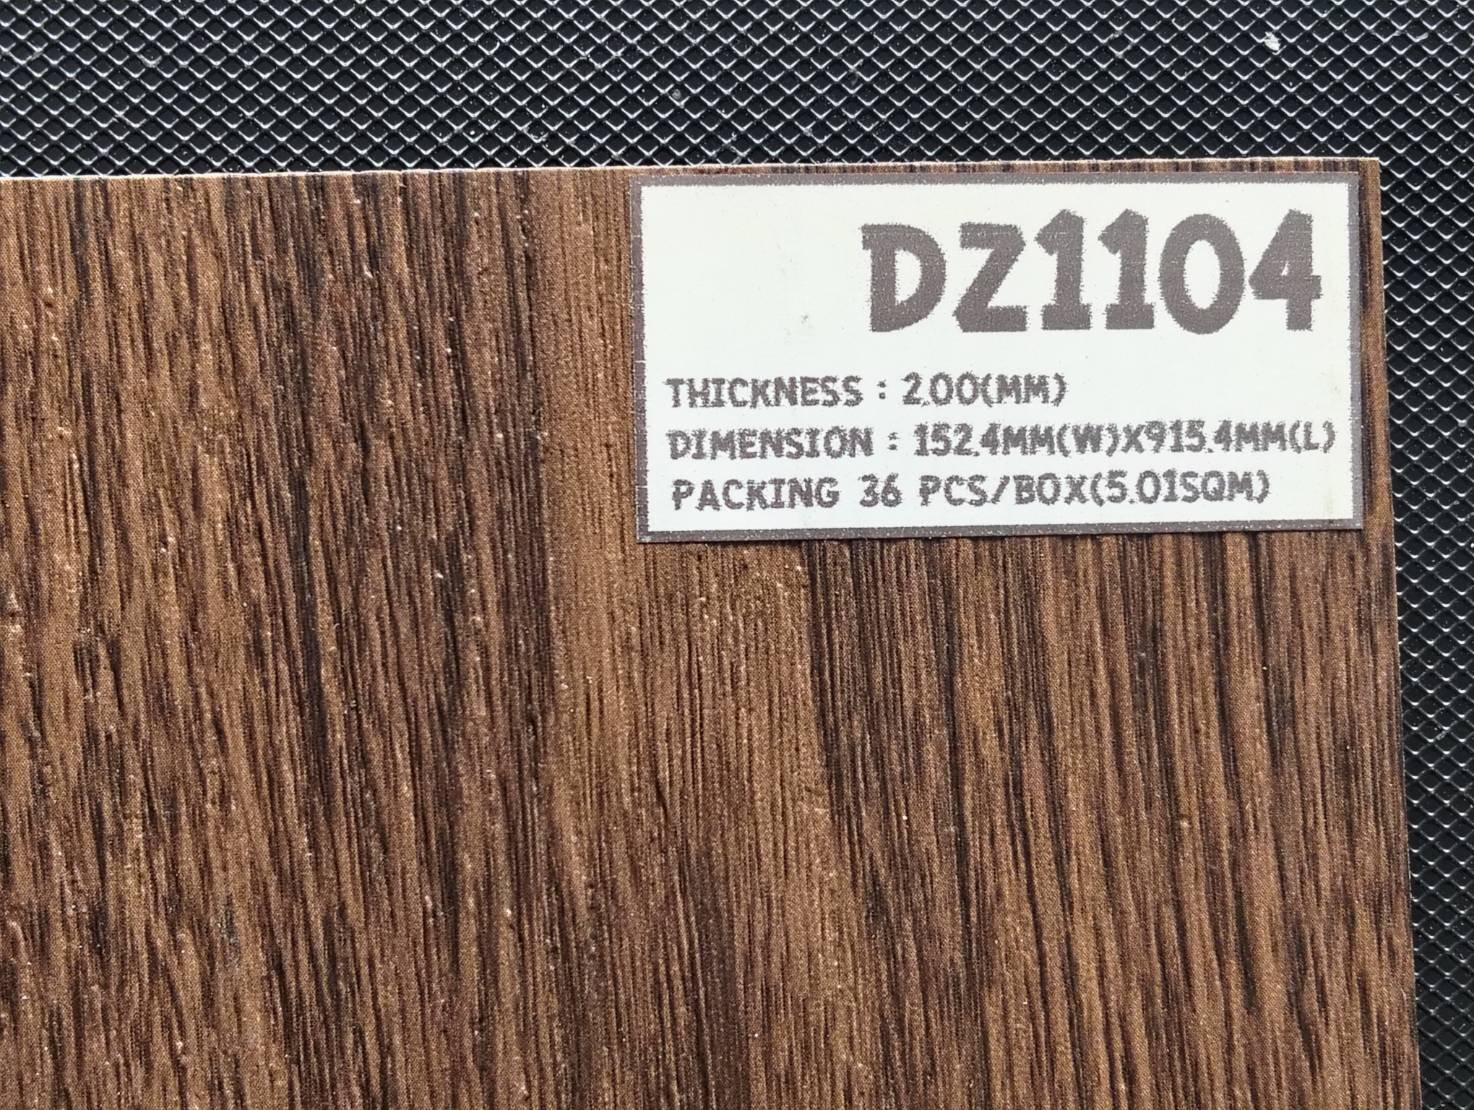 DZ1104
THICKNESS : 2.00(MM)
DIMENSION : 152.4MM(W)X915.4MM(L)
PACKING 36 PCS/BOX(5.01SQM)